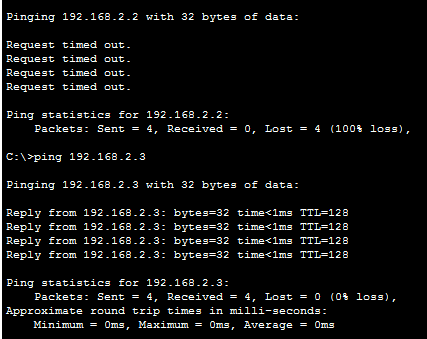 Pinging 192.168.2.2 with 32 bytes of data:
Request timed out.
Request timed out.
Request timed out.
Request timed out.
Ping statistics for 192.168.2.2:
    Packets: Sent = 4, Received = 0, Lost = 4 (100% loss),
C:\>ping 192.168.2.3
Pinging 192.168.2.3 with 32 bytes of data:
Reply from 192.168.2.3: bytes=32 time<1ms TTL=128
Reply from 192.168.2.3: bytes=32 time<1ms TTL=128
Reply from 192.168.2.3: bytes=32 time<1ms TTL=128
Reply from 192.168.2.3: bytes=32 time<1ms TTL=128
Ping statistics for 192.168.2.3:
    Packets: Sent = 4, Received = 4, Lost = 0 (0% loss),
Approximate round trip times in milli-seconds:
    Minimum = 0ms, Maximum = 0ms, Average = 0ms